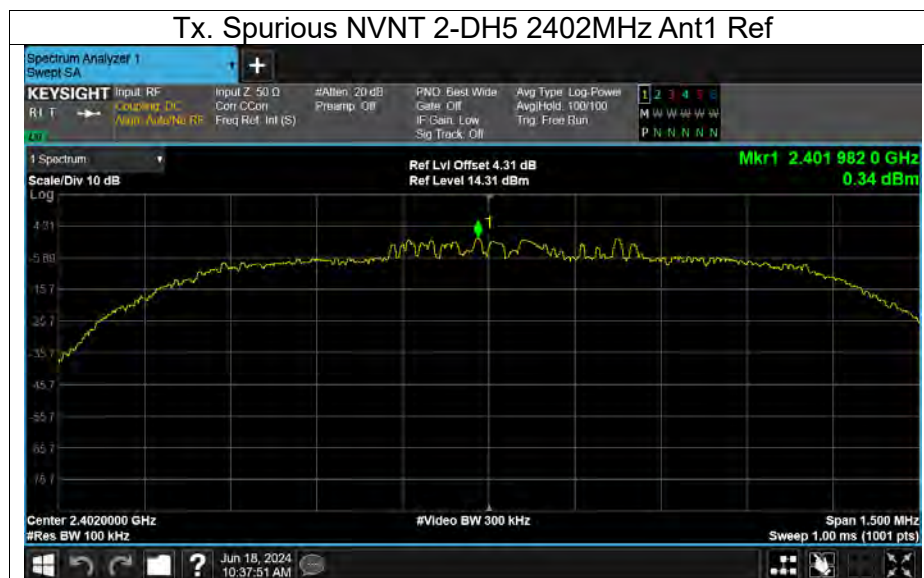 Tx. Spurious NVNT 2-DH5 2402MHz Ant1 Ref
Spectrum Analyzer 1
Swept SA
KEYSIGHT Input: RF Input Z: 50 Ω #Atten: 20 dB PNO: Best Wide Avg Type: Log-Power 1 2 3 4 5 6
Coupling: DC Corr CCorr Preamp: Off Gate: Off Avg|Hold: 100/100 M W W W W W
Align: Auto/No RF Freq Ref: Int (S) IF Gain: Low Trig: Free Run
Sig Track: Off P N N N N N
1 Spectrum
Ref Lvl Offset 4.31 dB
Mkr1 2.401 982 0 GHz
Scale/Div 10 dB
Ref Level 14.31 dBm
0.34 dBm
Log
4.31
1
-5.69
-15.7
-25.7
-35.7
-45.7
-55.7
-65.7
-75.7
Center 2.4020000 GHz #Video BW 300 kHz Span 1.500 MHz
#Res BW 100 kHz Sweep 1.00 ms (1001 pts)
? Jun 18, 2024
10:37:51 AM